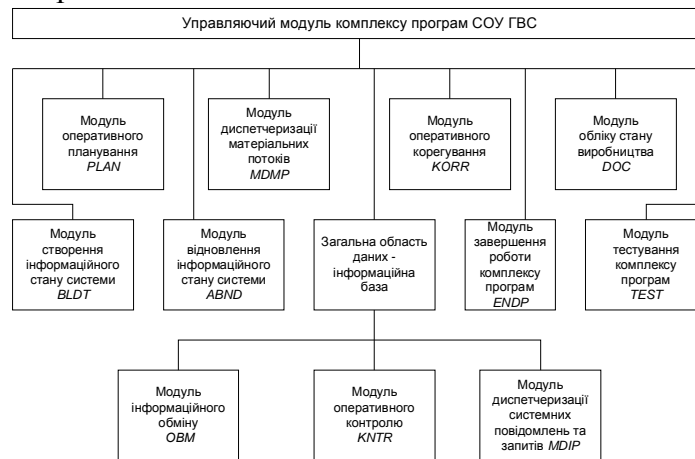 Управляючий модуль комплексу програм СОУ ГВС
Модуль
оперативного
планування
PLAN
Модуль
диспетчеризації
матеріальних
потоків
MDMP
Модуль
оперативного
корегування
KORR
Модуль
обліку стану
виробництва
DOC
Модуль
створення
інформаційного
стану системи
BLDT
Модуль
відновлення
інформаційного
стану системи
ABND
Загальна область
даних -
інформаційна
база
Модуль
завершення
роботи
комплексу
програм
ENDP
Модуль
тестування
комплексу
програм
TEST
Модуль
інформаційного
обміну
OBM
Модуль
оперативного
контролю
KNTR
Модуль
диспетчеризації
системних
повідомлень та
запитів MDIP